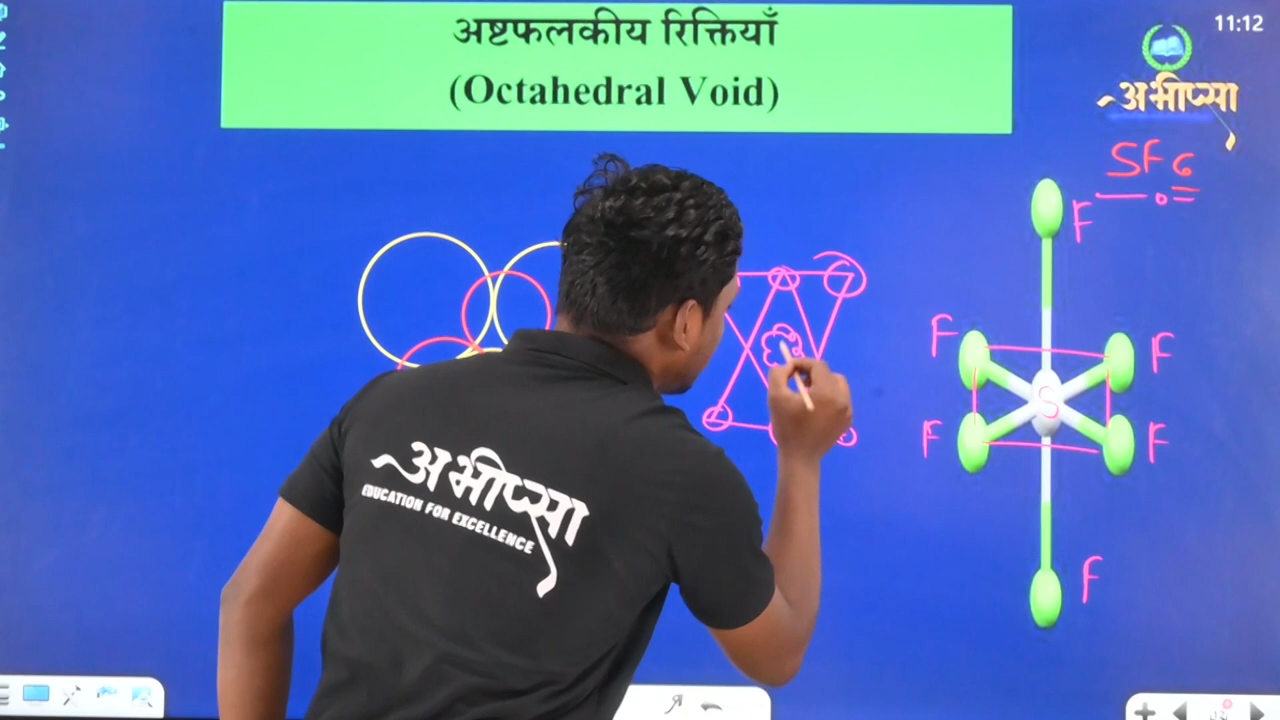 अष्टफलकीय रिक्तियाँ
(Octahedral Void)
11:12
अभीप्सा
SF6
F
F
F
S
F
F
F
अभीप्सा
EDUCATION FOR EXCELLENCE